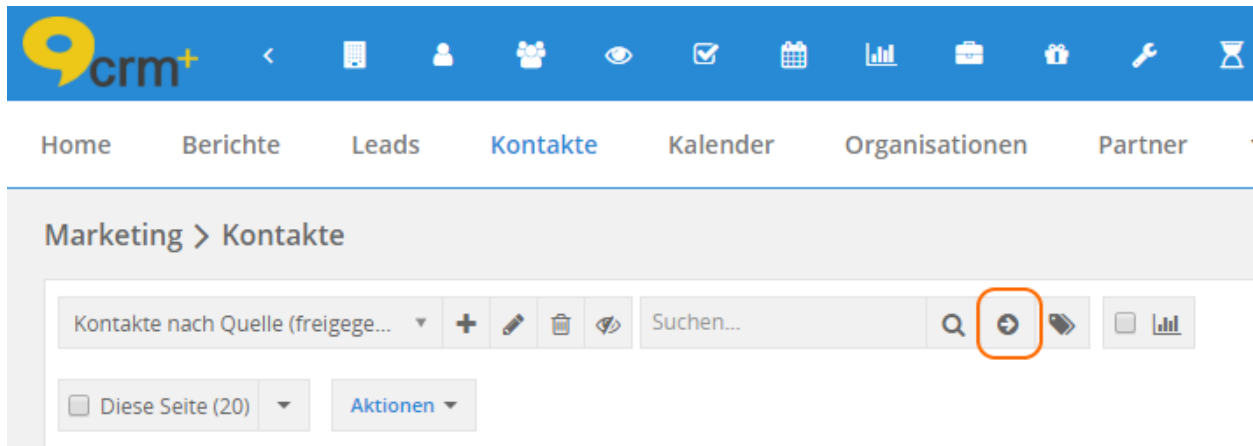 crm+
Home Berichte Leads Kontakte Kalender Organisationen Partner
Marketing > Kontakte
Kontakte nach Quelle (freigege... Suchen...
Diese Seite (20) Aktionen